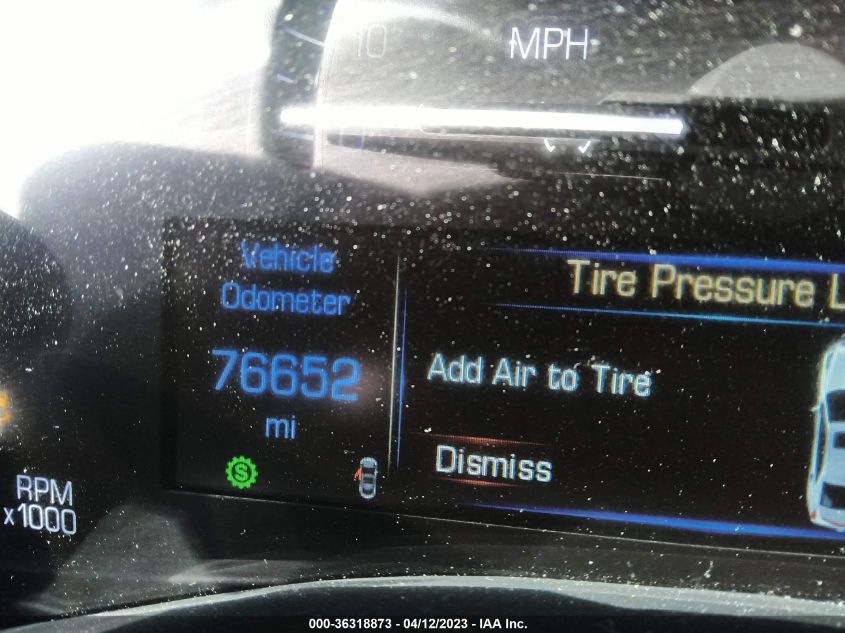 10 MPH
Vehicle
Odometer
76652
mi
S
Tire Pressure L
Add Air to Tire
Dismiss
RPM
x1000
000-36318873 - 04/12/2023 - IAA Inc.